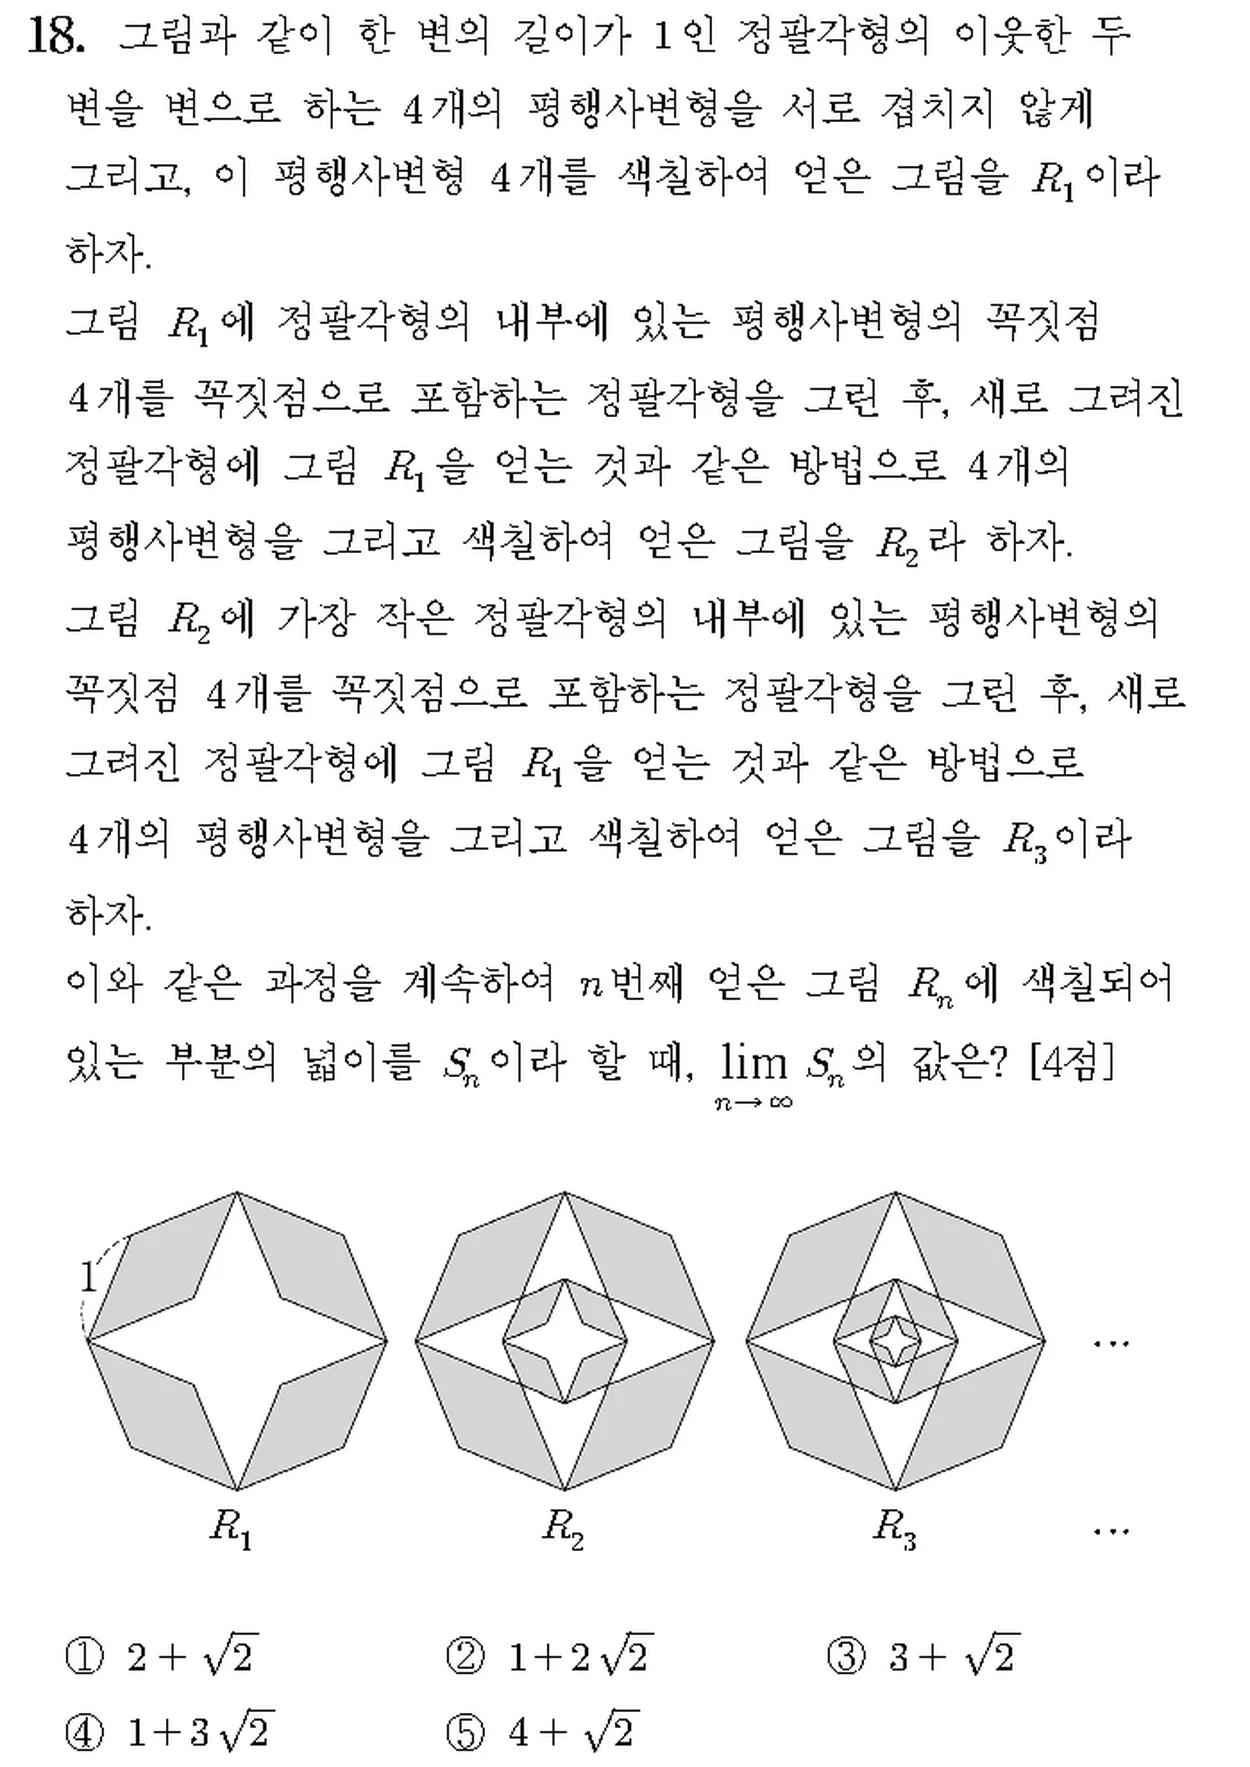 18. 그림과 같이 한 변의 길이가 1인 정팔각형의 이웃한 두
변을 변으로 하는 4개의 평행사변형을 서로 겹치지 않게
그리고, 이 평행사변형 4개를 색칠하여 얻은 그림을 R₁이라
하자.
그림 R₁에 정팔각형의 내부에 있는 평행사변형의 꼭짓점
4개를 꼭짓점으로 포함하는 정팔각형을 그린 후, 새로 그려진
정팔각형에 그림 R₁을 얻는 것과 같은 방법으로 4개의
평행사변형을 그리고 색칠하여 얻은 그림을 R₂라 하자.
그림 R₂에 가장 작은 정팔각형의 내부에 있는 평행사변형의
꼭짓점 4개를 꼭짓점으로 포함하는 정팔각형을 그린 후, 새로
그려진 정팔각형에 그림 R₁을 얻는 것과 같은 방법으로
4개의 평행사변형을 그리고 색칠하여 얻은 그림을 R₃이라
하자.
이와 같은 과정을 계속하여 n번째 얻은 그림 Rₙ에 색칠되어
있는 부분의 넓이를 Sₙ이라 할 때, lim Sₙ의 값은? [4점]
n→∞
1
…
R₁ R₂ R₃ …
① 2+√2 ② 1+2√2 ③ 3+√2
④ 1+3√2 ⑤ 4+√2